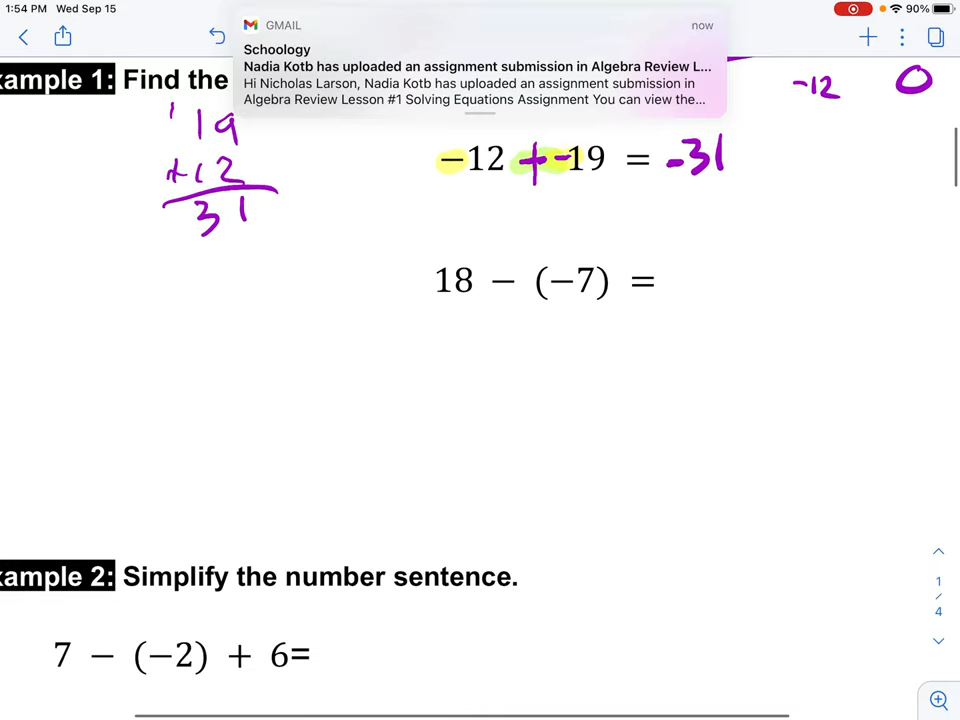 1:54 PM Wed Sep 15
90%
GMAIL
now
Schoology
Nadia Kotb has uploaded an assignment submission in Algebra Review L...
Hi Nicholas Larson, Nadia Kotb has uploaded an assignment submission in
Algebra Review Lesson #1 Solving Equations Assignment You can view the...
xample 1: Find the
-12 0
1
19
+12
31
−12 + -19 = -31
18 − (−7) =
xample 2: Simplify the number sentence.
7 − (−2) + 6=
1
/
4